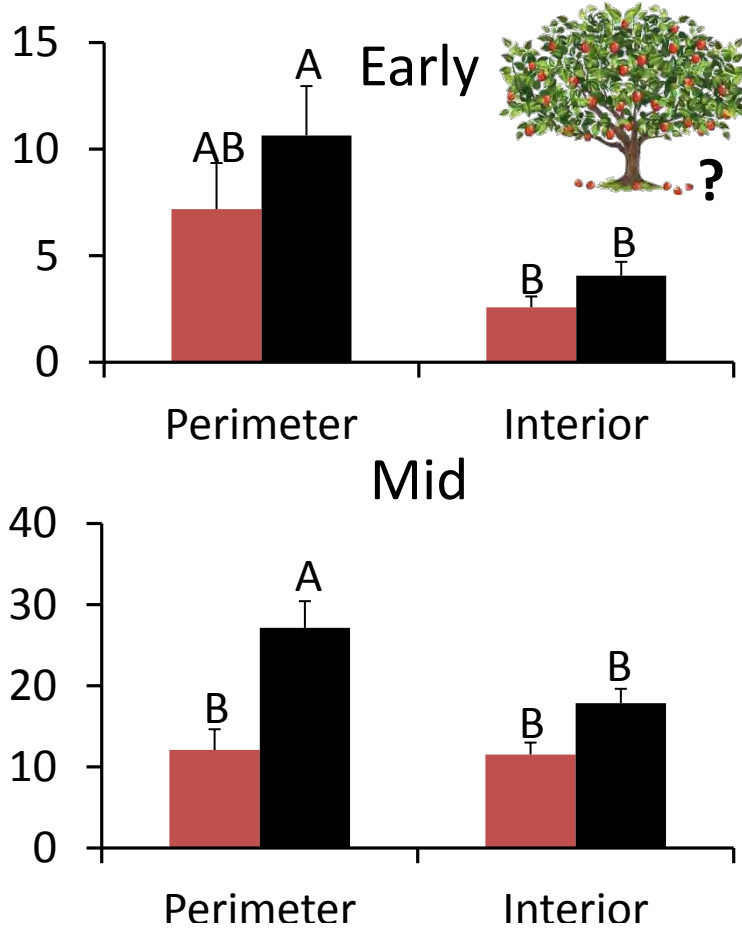 15
Early
A
AB
10
?
5
B
B
0
Perimeter
Interior
Mid
40
A
30
B
20
B
B
10
0
Perimeter
Interior